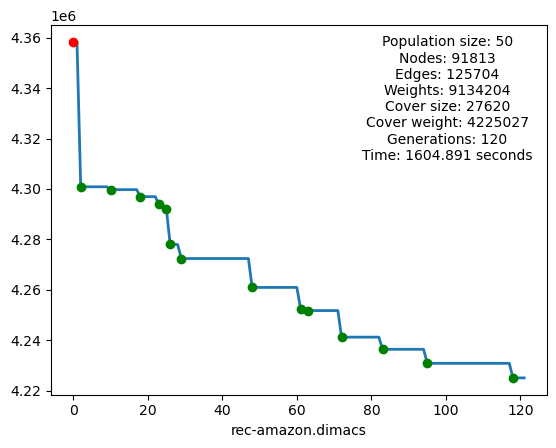 1e6
4.36
4.34
4.32
4.30
4.28
4.26
4.24
4.22
Population size: 50
Nodes: 91813
Edges: 125704
Weights: 9134204
Cover size: 27620
Cover weight: 4225027
Generations: 120
Time: 1604.891 seconds
0 20 40 60 80 100 120
rec-amazon.dimacs